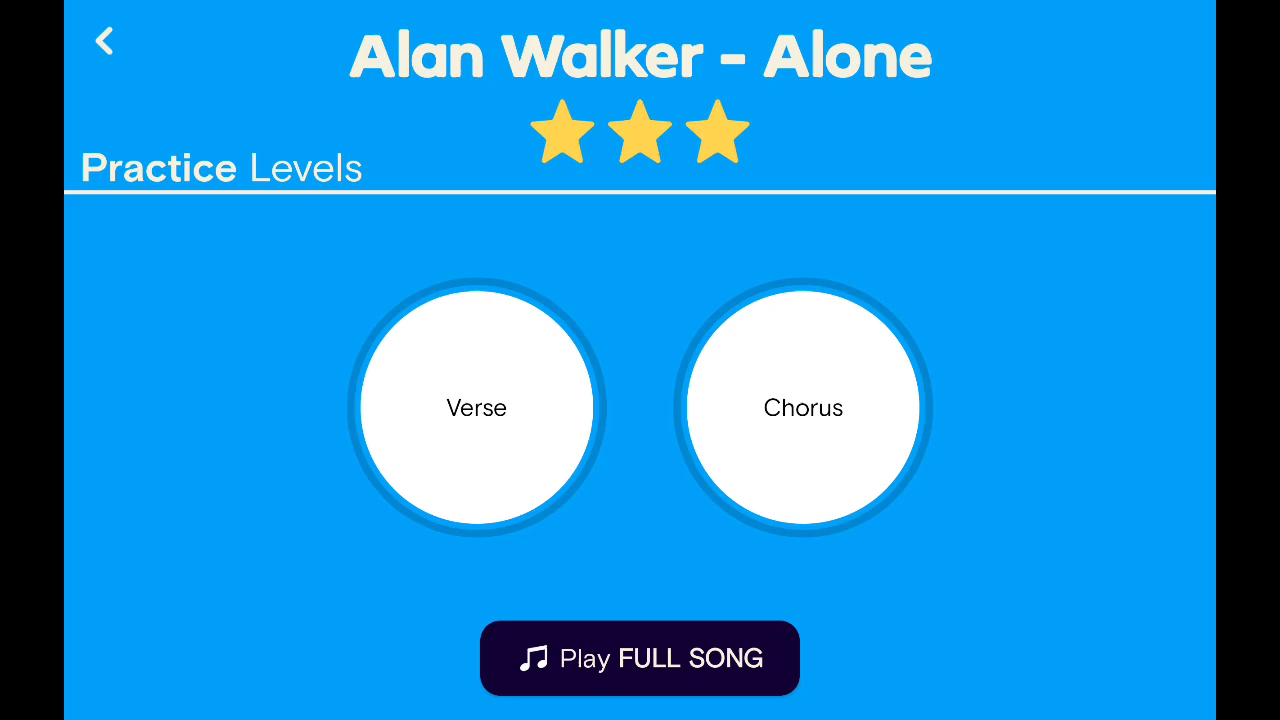 Alan Walker - Alone
Practice Levels
Verse
Chorus
Play FULL SONG